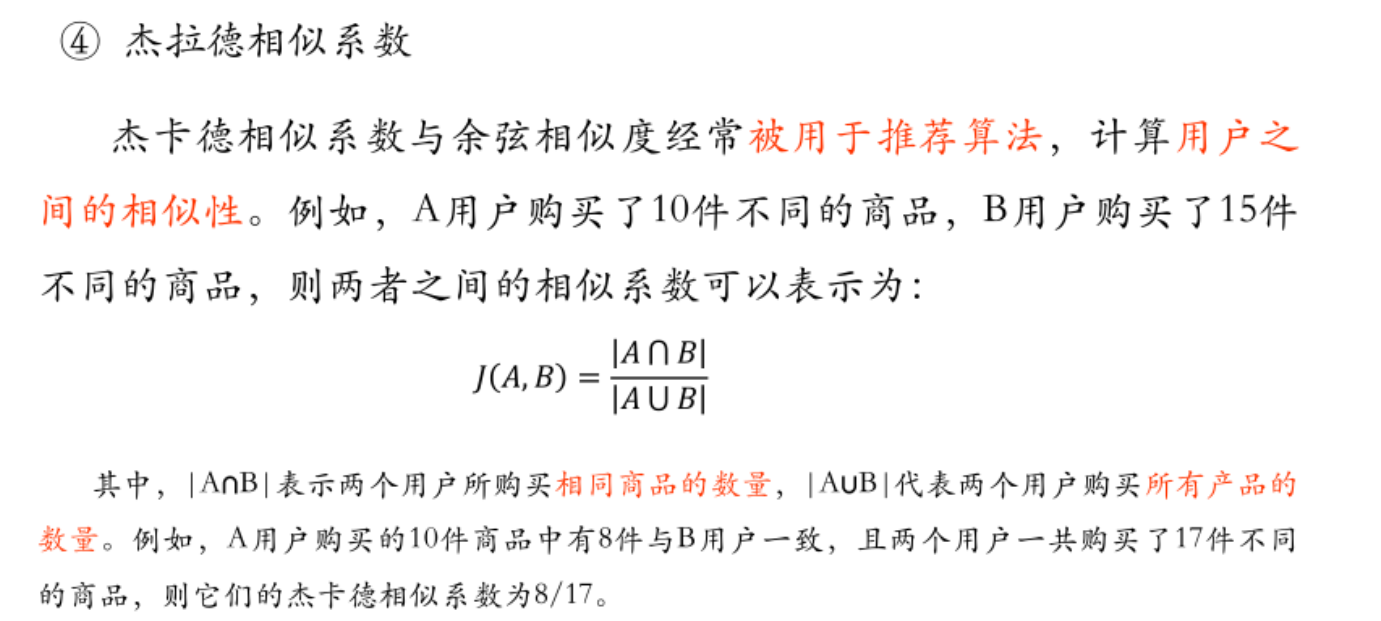 ④ 杰拉德相似系数
杰卡德相似系数与余弦相似度经常被用于推荐算法，计算用户之
间的相似性。例如，A用户购买了10件不同的商品，B用户购买了15件
不同的商品，则两者之间的相似系数可以表示为：
J(A, B) = |A ⋂ B| / |A ⋃ B|
其中，|A∩B|表示两个用户所购买相同商品的数量，|A∪B|代表两个用户购买所有产品的
数量。例如，A用户购买的10件商品中有8件与B用户一致，且两个用户一共购买了17件不同
的商品，则它们的杰卡德相似系数为8/17。